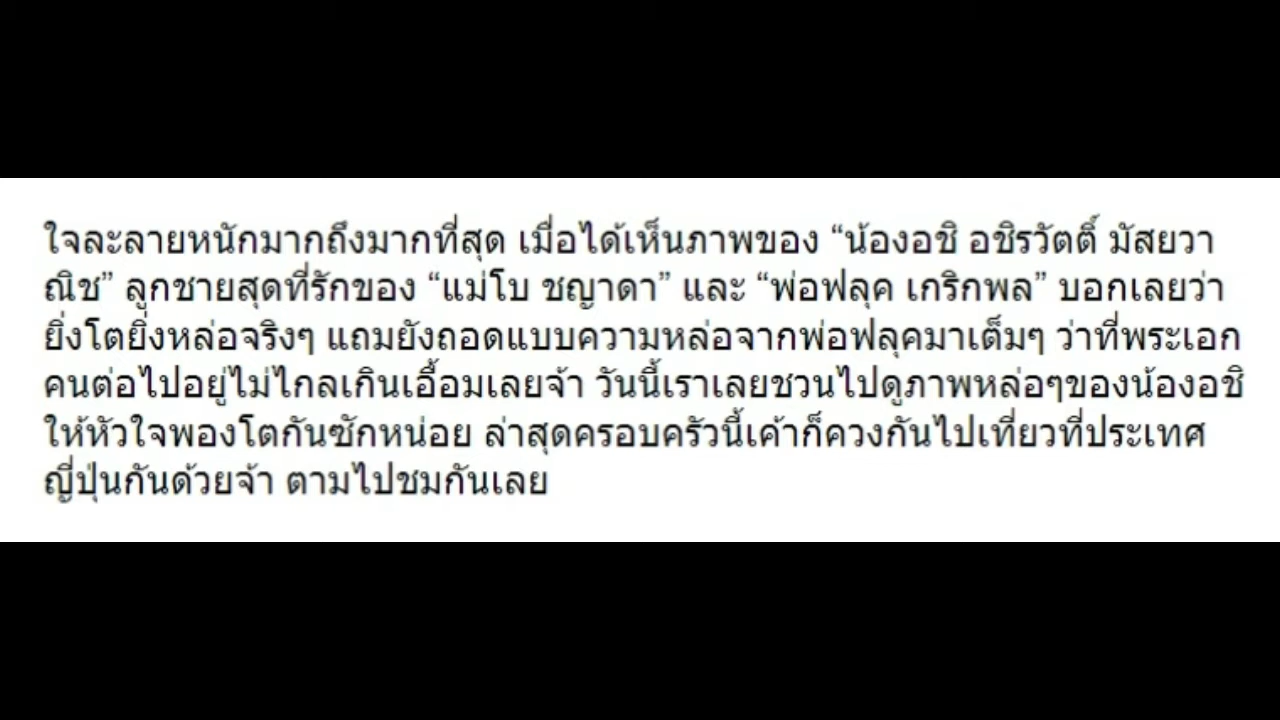 ใจละลายหนักมากถึงมากที่สุด เมื่อได้เห็นภาพของ “น้องอชิ อชิรวัตติ์ มัสยวา
ณิช” ลูกชายสุดที่รักของ “แม่โบ ชญาดา” และ “พ่อฟลุค เกริกพล” บอกเลยว่า
ยิ่งโตยิ่งหล่อจริงๆ แถมยังถอดแบบความหล่อจากพ่อฟลุคมาเต็มๆ ว่าที่พระเอก
คนต่อไปอยู่ไม่ไกลเกินเอื้อมเลยจ้า วันนี้เราเลยชวนไปดูภาพหล่อๆของน้องอชิ
ให้หัวใจพองโตกันซักหน่อย ล่าสุดครอบครัวนี้เค้าก็ควงกันไปเที่ยวที่ประเทศ
ญี่ปุ่นกันด้วยจ้า ตามไปชมกันเลย